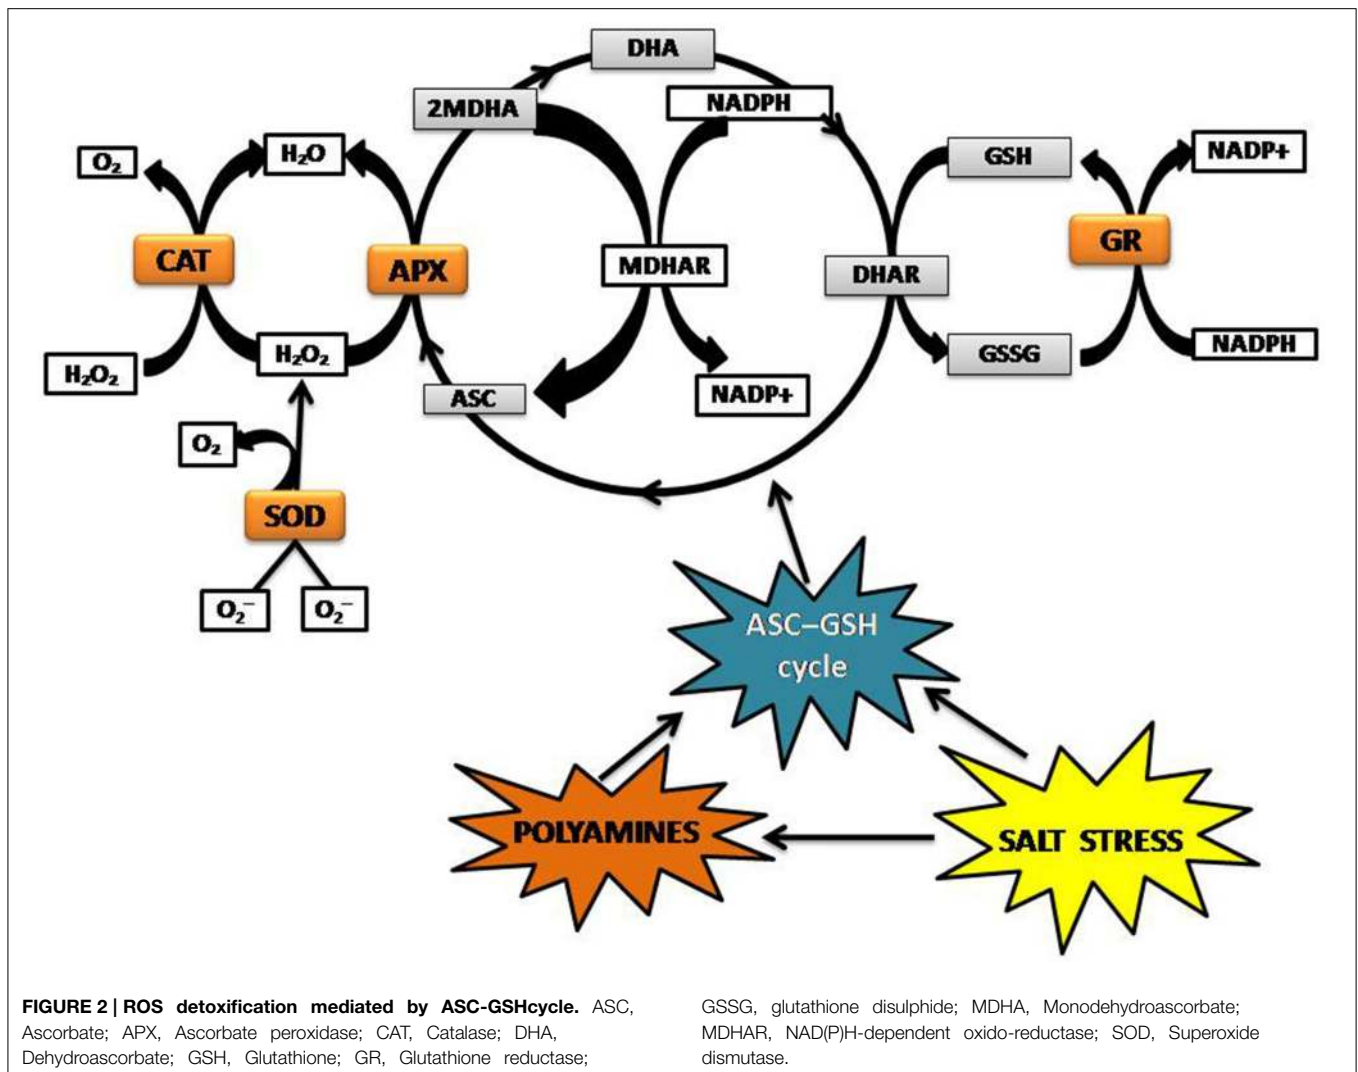 DHA
2MDHA
NADPH
O₂
H₂O
GSH
NADP+
CAT
APX
MDHAR
DHAR
GR
H₂O₂
H₂O₂
ASC
NADP+
GSSG
NADPH
O₂
SOD
O₂⁻
O₂⁻
ASC–GSH
cycle
POLYAMINES
SALT STRESS
FIGURE 2 | ROS detoxification mediated by ASC-GSHcycle. ASC,
Ascorbate; APX, Ascorbate peroxidase; CAT, Catalase; DHA,
Dehydroascorbate; GSH, Glutathione; GR, Glutathione reductase;
GSSG, glutathione disulphide; MDHA, Monodehydroascorbate;
MDHAR, NAD(P)H-dependent oxido-reductase; SOD, Superoxide
dismutase.